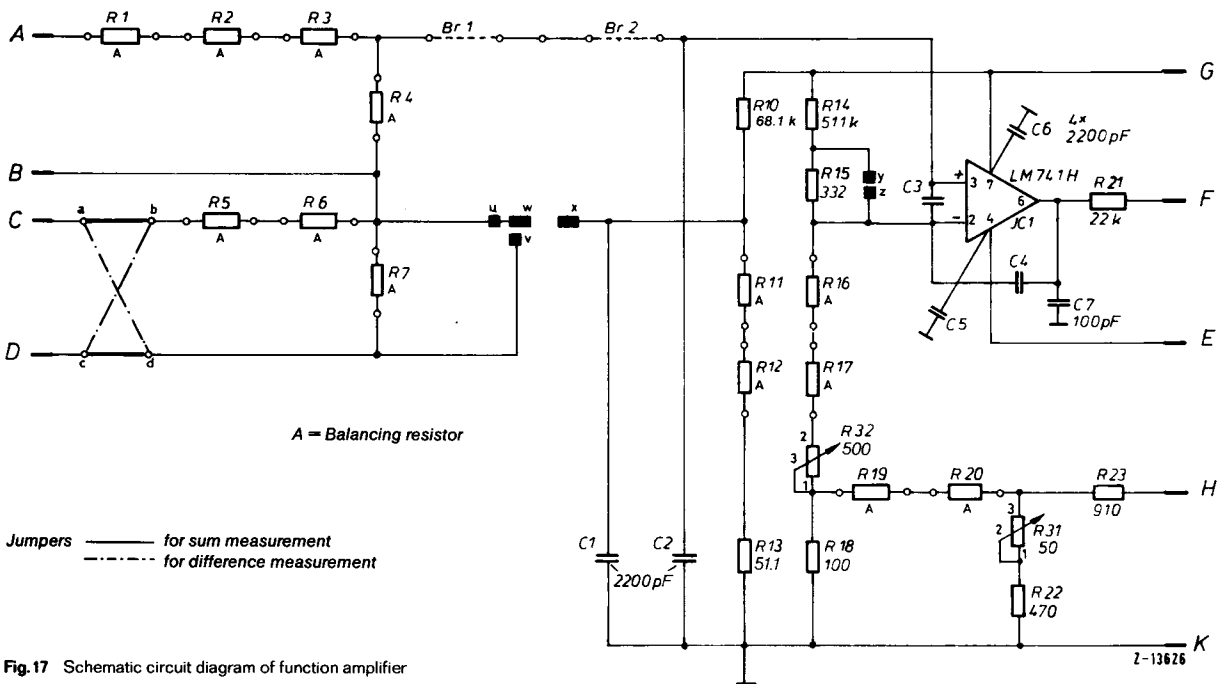 A R1 A R2 A R3 A Br 1 Br 2
R4 A
B
C a b R5 A R6 A u w x
v
R7 A
D c d
G
R10 68.1 k
R14 511k
R15 332
y
z
C3
C6 4x 2200pF
LM741H
+ 3 7
- 2 4 6
JC1
R21 22 k
F
C4
C5
C7 100pF
E
R11 A
R16 A
R12 A
R17 A
A = Balancing resistor
2 R32 500
3
1
R19 A R20 A
R23 910
H
3 R31 50
2
1
Jumpers for sum measurement
for difference measurement
C1 C2
2200pF
R13 51.1
R18 100
R22 470
K
Z-13626
Fig. 17 Schematic circuit diagram of function amplifier